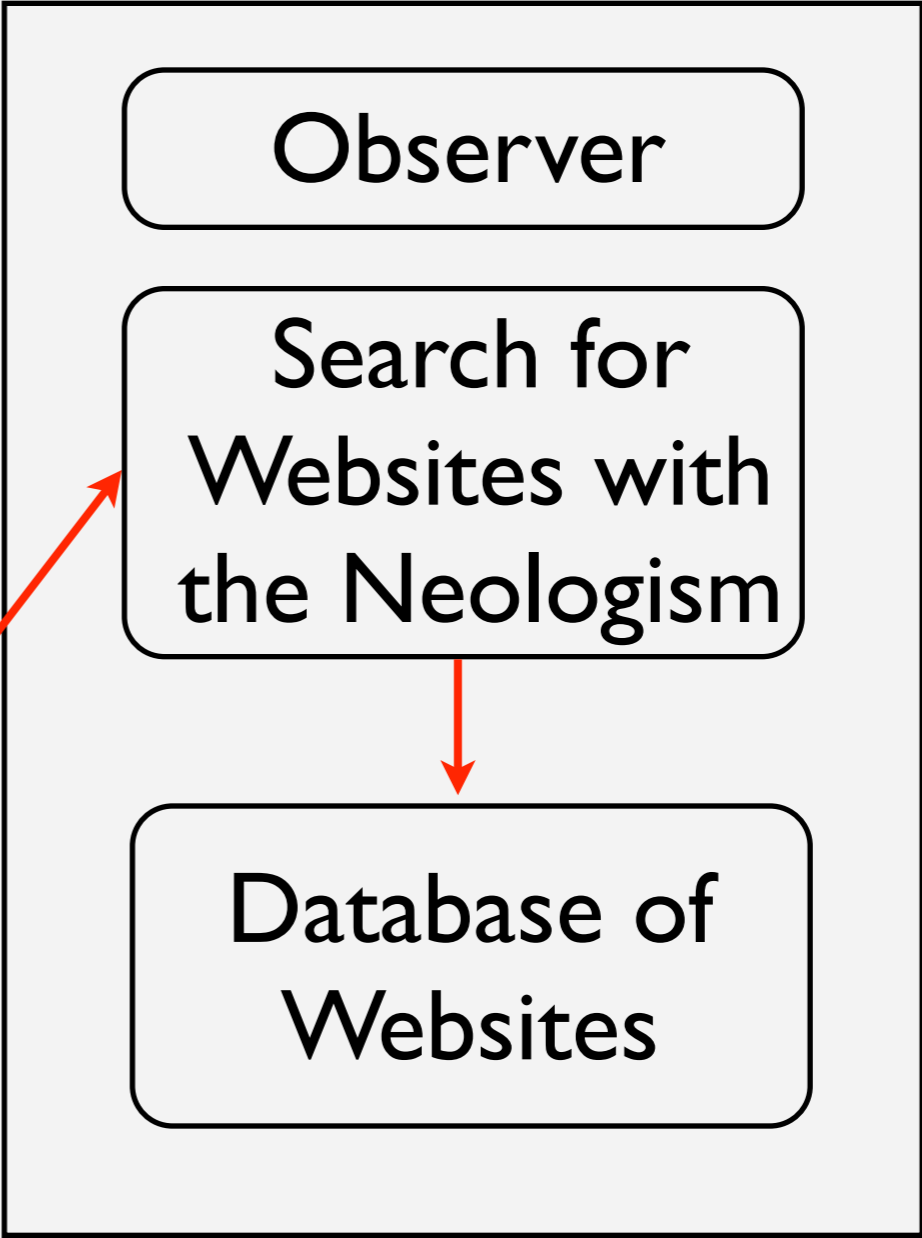 Observer
Search for
Websites with
the Neologism
Database of
Websites